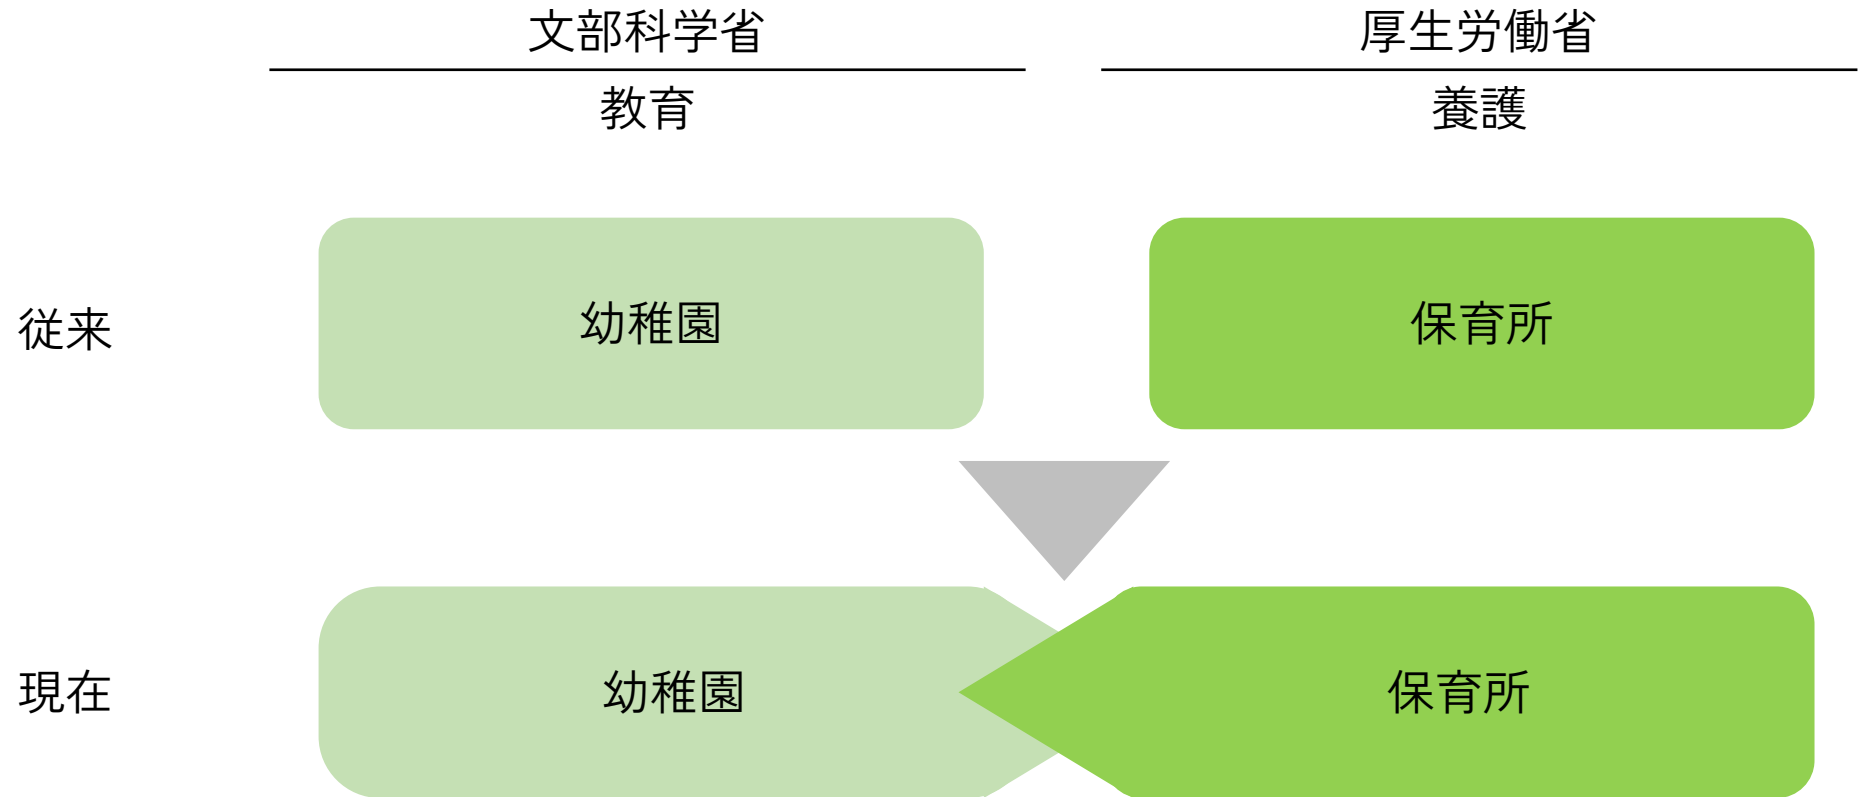 文部科学省
厚生労働省
教育
養護
従来
幼稚園
保育所
現在
幼稚園
保育所